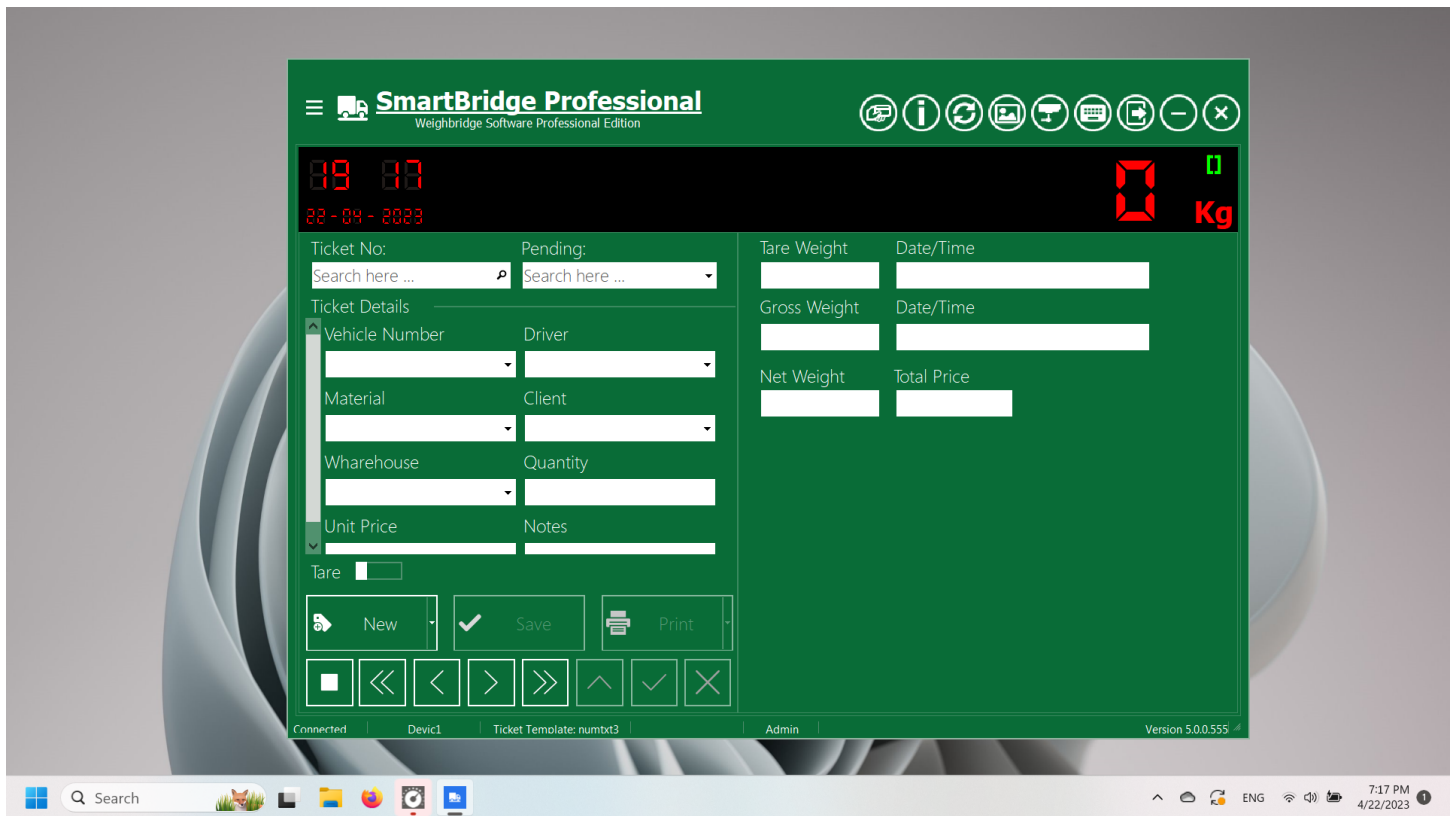 SmartBridge Professional
Weighbridge Software Professional Edition
19 17
22-04-2023
0
[]
Kg
Ticket No:
Pending:
Search here ...
Search here ...
Ticket Details
Vehicle Number
Driver
Material
Client
Wharehouse
Quantity
Unit Price
Notes
Tare
New
Save
Print
Tare Weight
Date/Time
Gross Weight
Date/Time
Net Weight
Total Price
Connected
Devic1
Ticket Template: numtxt3
Admin
Version 5.0.0.555
Search
ENG
7:17 PM
4/22/2023
1